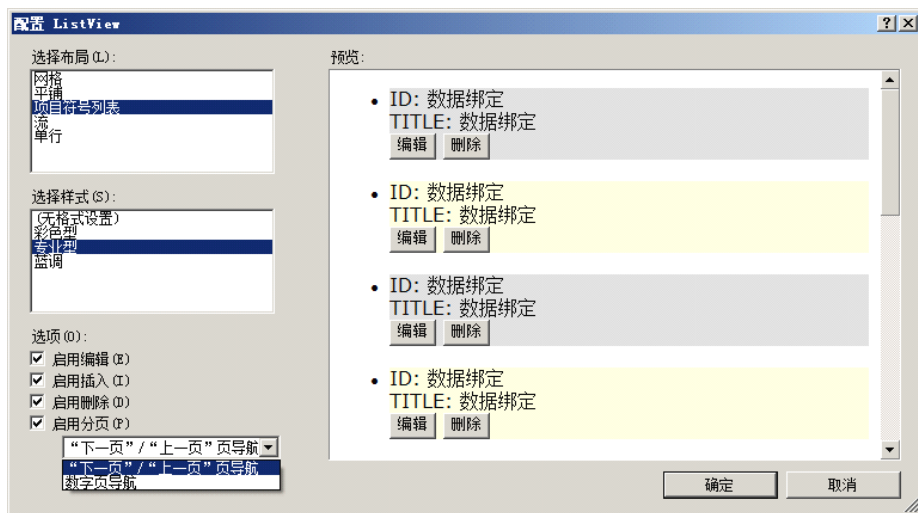 配置 ListView
选择布局(L):
网格
平铺
项目符号列表
流
单行
选择样式(S):
(无格式设置)
彩色型
专业型
蓝调
选项(O):
启用编辑(E)
启用插入(I)
启用删除(D)
启用分页(P)
“下一页”/“上一页”页导航
“下一页”/“上一页”页导航
数字页导航
预览:
• ID: 数据绑定
TITLE: 数据绑定
编辑 删除
• ID: 数据绑定
TITLE: 数据绑定
编辑 删除
• ID: 数据绑定
TITLE: 数据绑定
编辑 删除
• ID: 数据绑定
TITLE: 数据绑定
编辑 删除
确定 取消